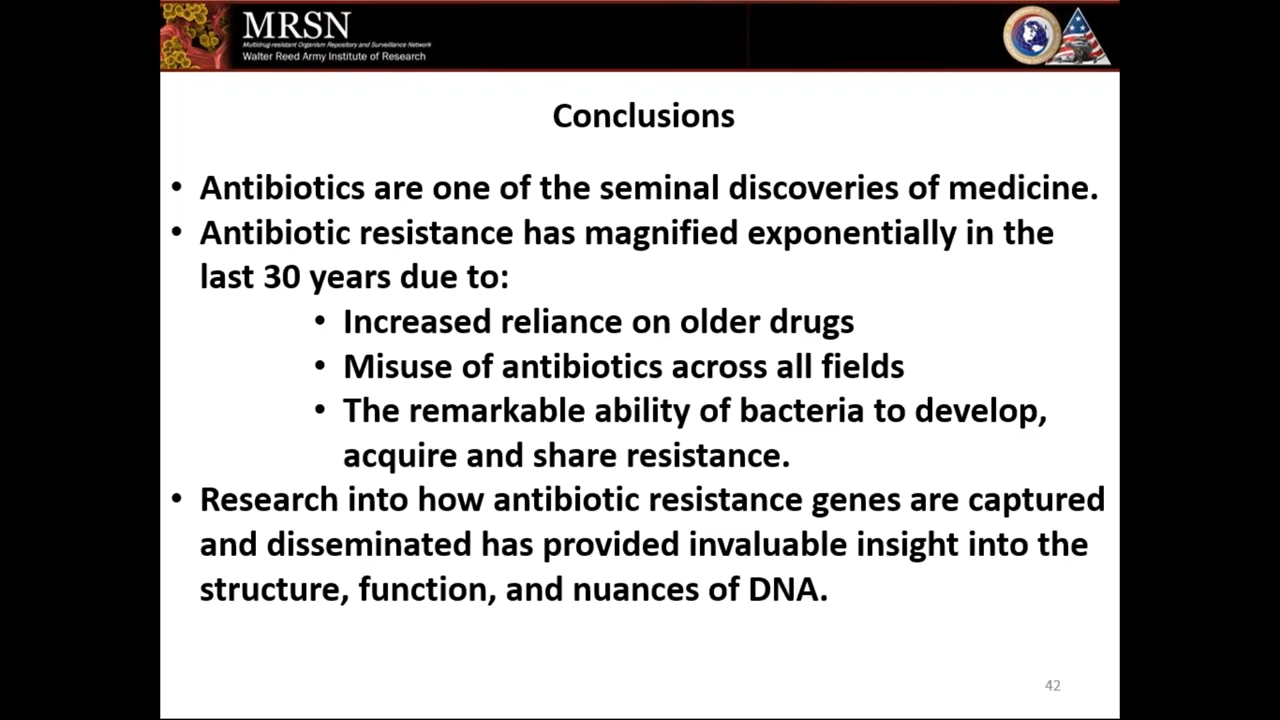 MRSN
Multidrug-resistant Organism Repository and Surveillance Network
Walter Reed Army Institute of Research
Conclusions
• Antibiotics are one of the seminal discoveries of medicine.
• Antibiotic resistance has magnified exponentially in the
last 30 years due to:
• Increased reliance on older drugs
• Misuse of antibiotics across all fields
• The remarkable ability of bacteria to develop,
acquire and share resistance.
• Research into how antibiotic resistance genes are captured
and disseminated has provided invaluable insight into the
structure, function, and nuances of DNA.
42